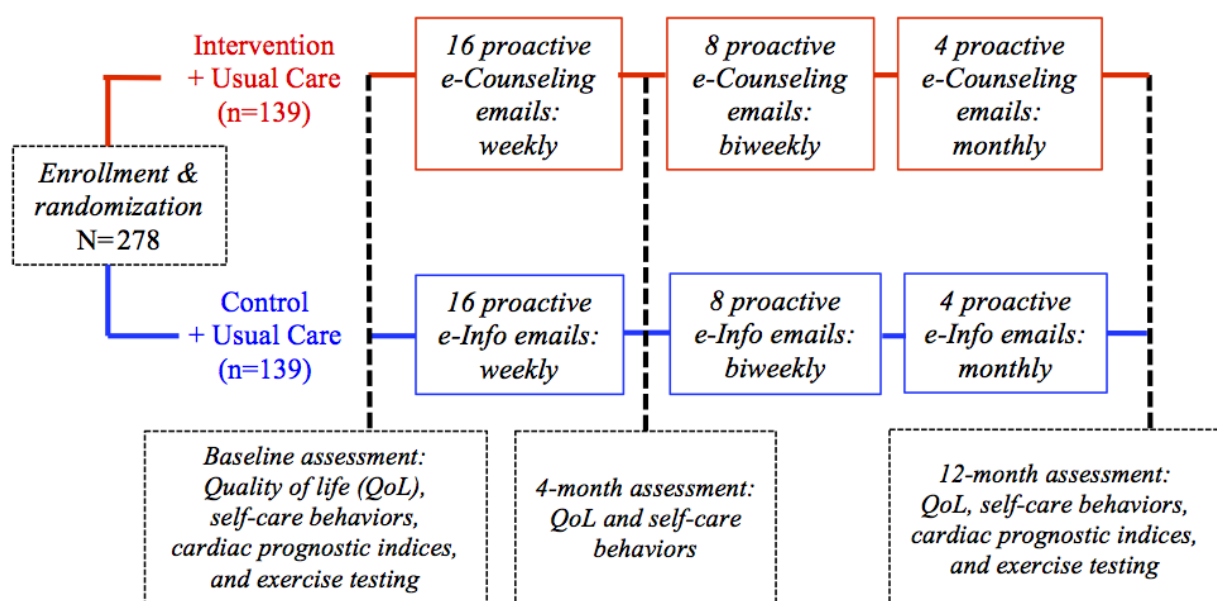 Intervention
+ Usual Care
(n=139)
16 proactive
e-Counseling
emails:
weekly
8 proactive
e-Counseling
emails:
biweekly
4 proactive
e-Counseling
emails:
monthly
Enrollment &
randomization
N=278
Control
+ Usual Care
(n=139)
16 proactive
e-Info emails:
weekly
8 proactive
e-Info emails:
biweekly
4 proactive
e-Info emails:
monthly
Baseline assessment:
Quality of life (QoL),
self-care behaviors,
cardiac prognostic indices,
and exercise testing
4-month assessment:
QoL and self-care
behaviors
12-month assessment:
QoL, self-care behaviors,
cardiac prognostic indices,
and exercise testing